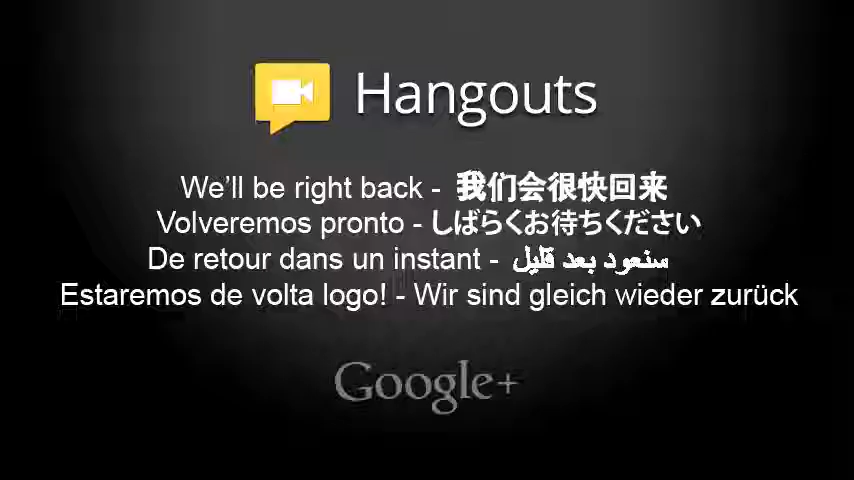 Hangouts
We'll be right back - 我们会很快回来
Volveremos pronto - しばらくお待ちください
De retour dans un instant - سنعود بعد قليل
Estaremos de volta logo! - Wir sind gleich wieder zurück
Google+